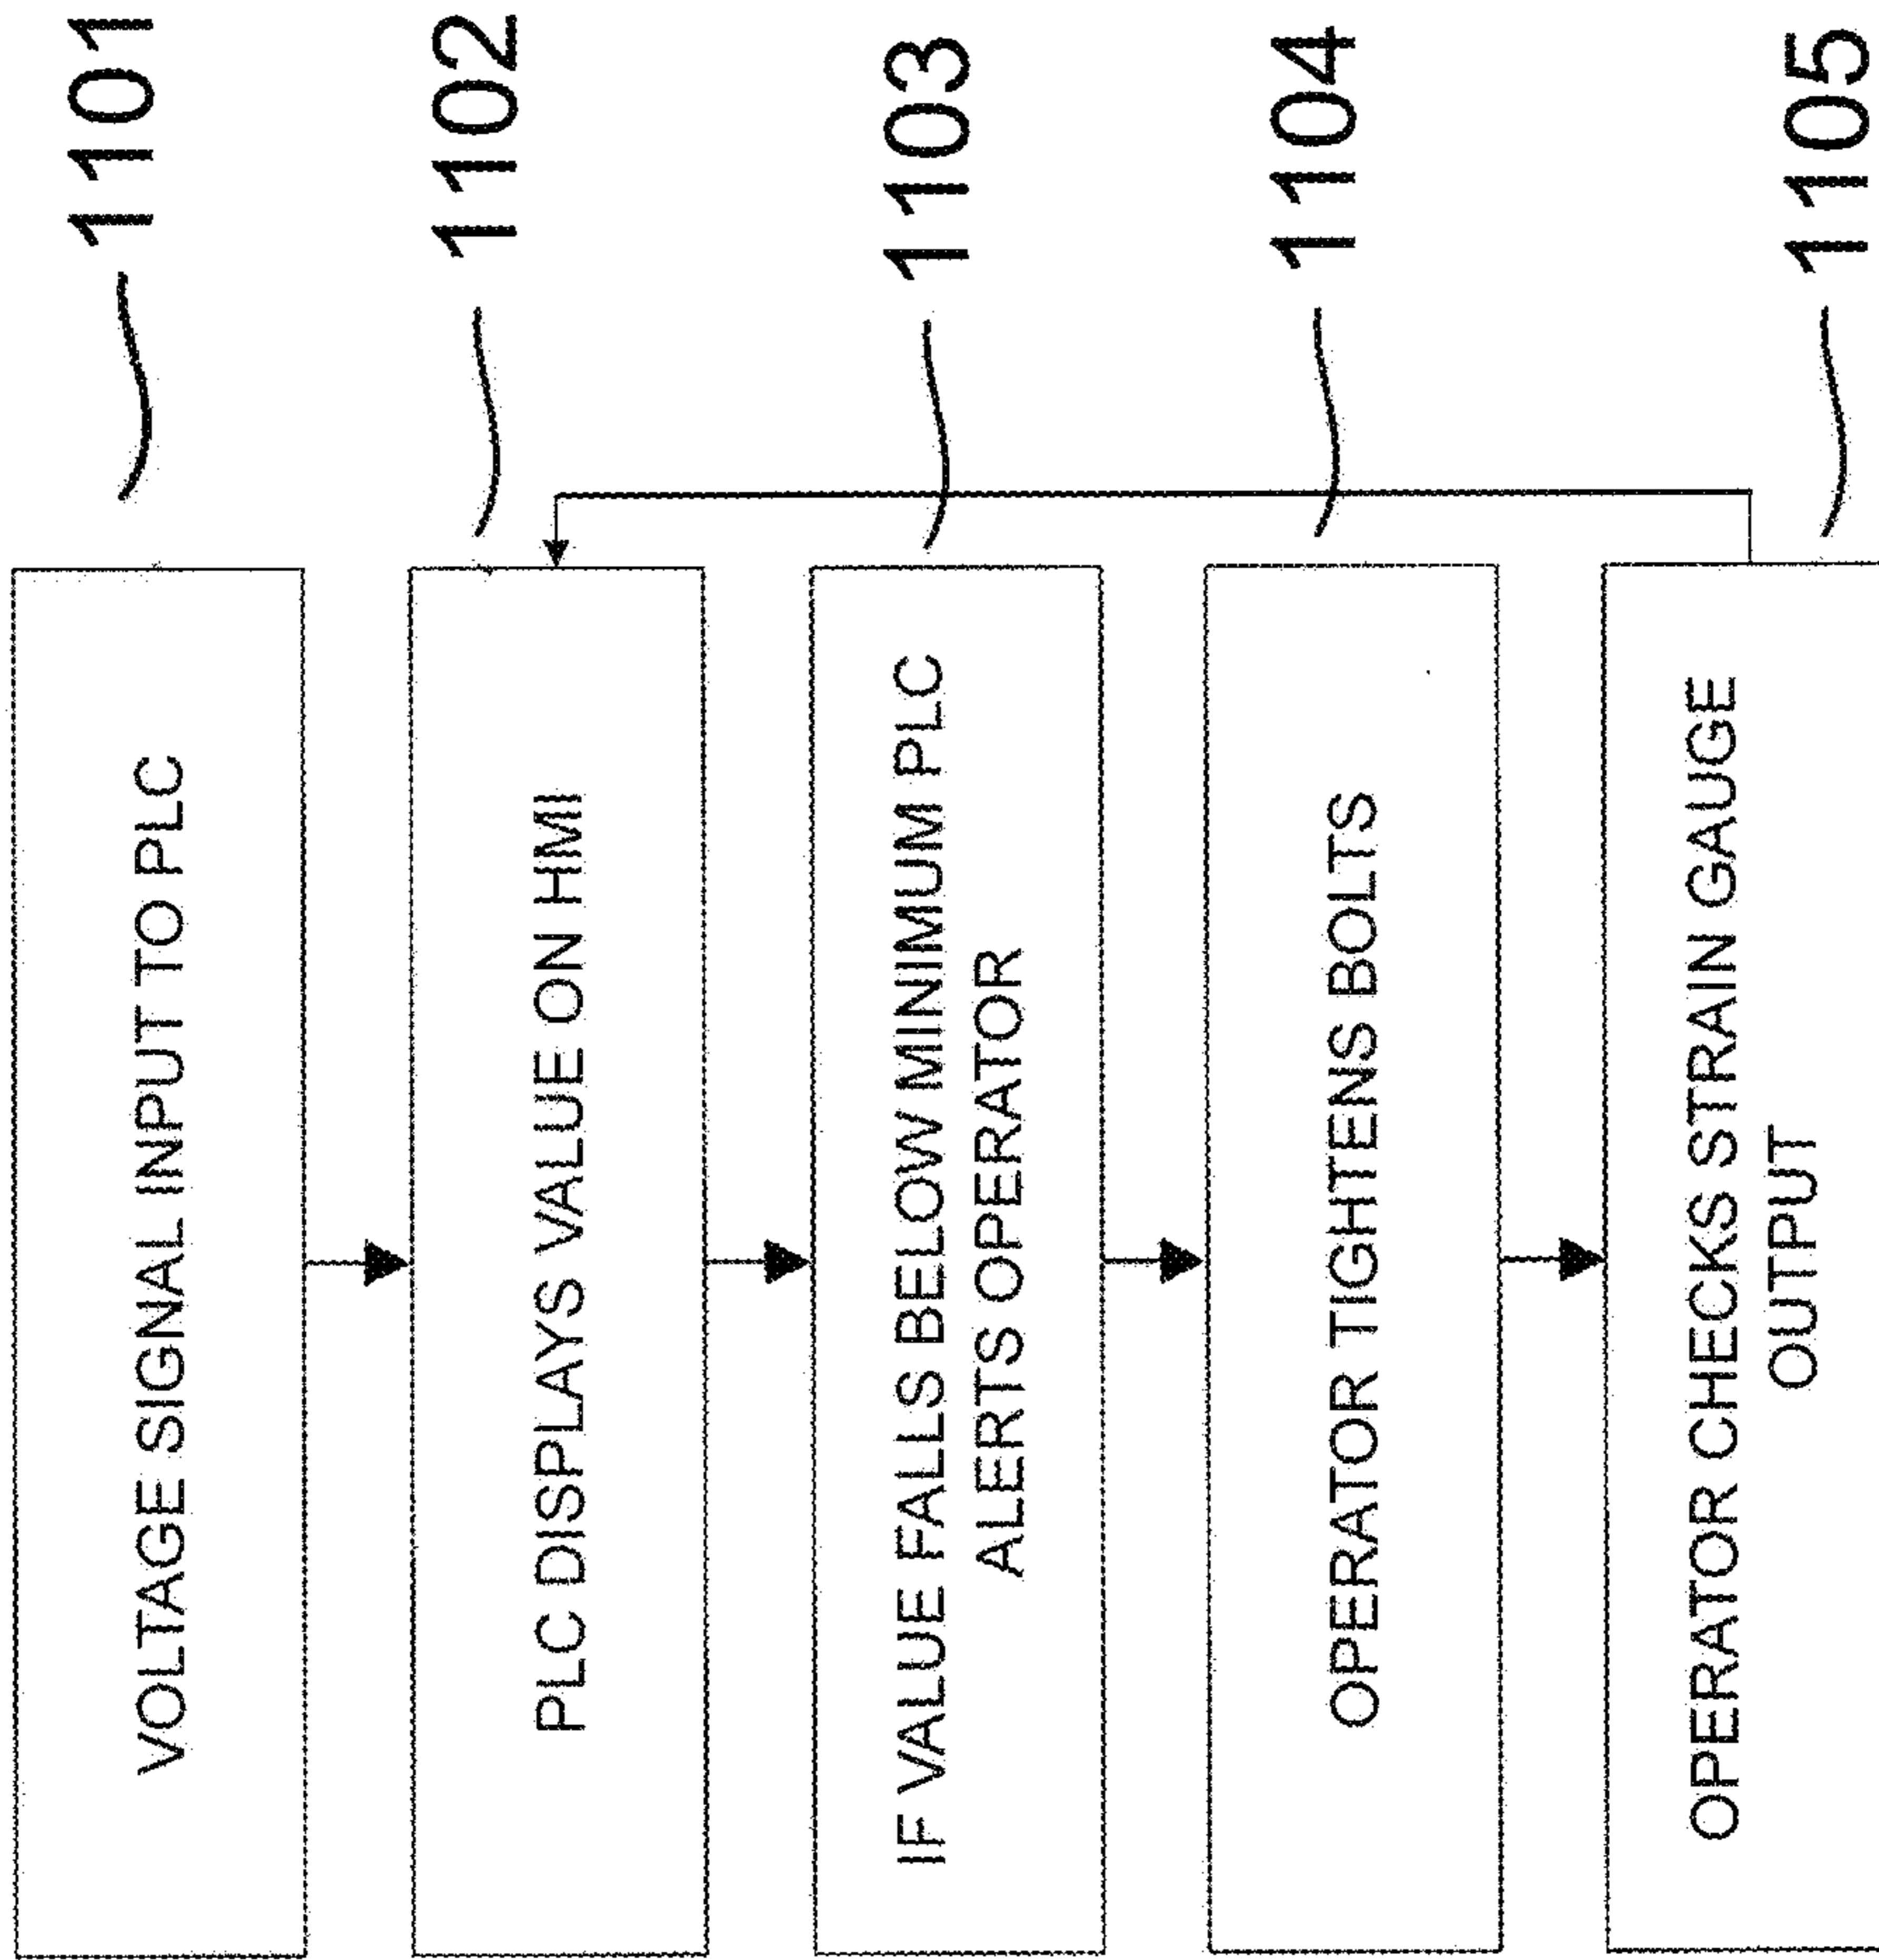 VOLTAGE SIGNAL INPUT TO PLC
1101
PLC DISPLAYS VALUE ON HMI
1102
IF VALUE FALLS BELOW MINIMUM PLC
ALERTS OPERATOR
1103
OPERATOR TIGHTENS BOLTS
1104
OPERATOR CHECKS STRAIN GAUGE
OUTPUT
1105